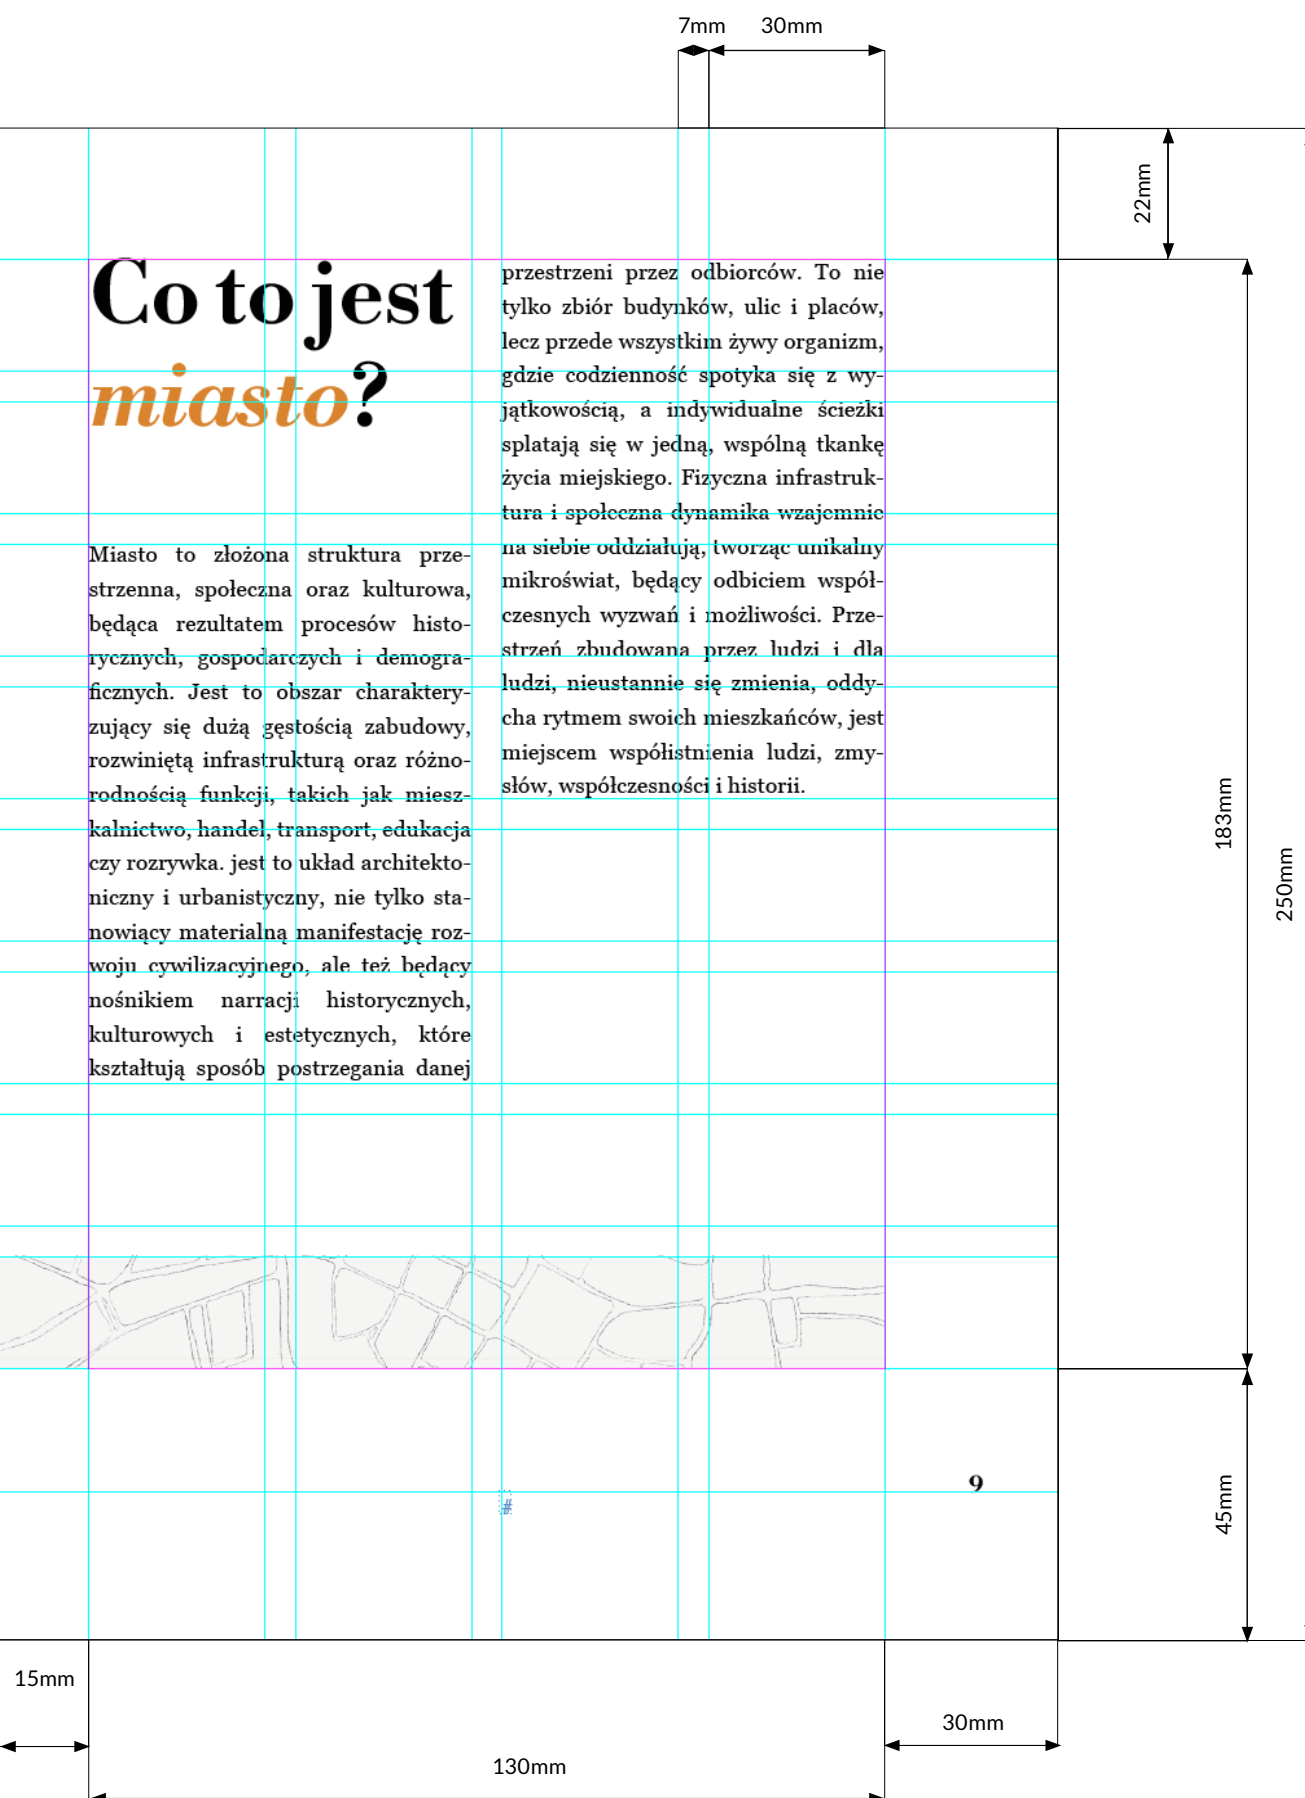 7mm
30mm
22mm
Co to jest
miasto?
Miasto to złożona struktura prze-
strzenna, społeczna oraz kulturowa,
będąca rezultatem procesów histo-
rycznych, gospodarczych i demogra-
ficznych. Jest to obszar charaktery-
zujący się dużą gęstością zabudowy,
rozwiniętą infrastrukturą oraz różno-
rodnością funkcji, takich jak miesz-
kalnictwo, handel, transport, edukacja
czy rozrywka. jest to układ architekto-
niczny i urbanistyczny, nie tylko sta-
nowiący materialną manifestację roz-
woju cywilizacyjnego, ale też będący
nośnikiem narracji historycznych,
kulturowych i estetycznych, które
kształtują sposób postrzegania danej
przestrzeni przez odbiorców. To nie
tylko zbiór budynków, ulic i placów,
lecz przede wszystkim żywy organizm,
gdzie codzienność spotyka się z wy-
jątkowością, a indywidualne ścieżki
splatają się w jedną, wspólną tkankę
życia miejskiego. Fizyczna infrastruk-
tura i społeczna dynamika wzajemnie
na siebie oddziałują, tworząc unikalny
mikroświat, będący odbiciem współ-
czesnych wyzwań i możliwości. Prze-
strzeń zbudowana przez ludzi i dla
ludzi, nieustannie się zmienia, oddy-
cha rytmem swoich mieszkańców, jest
miejscem współistnienia ludzi, zmy-
słów, współczesności i historii.
183mm
250mm
9
#
45mm
15mm
30mm
130mm